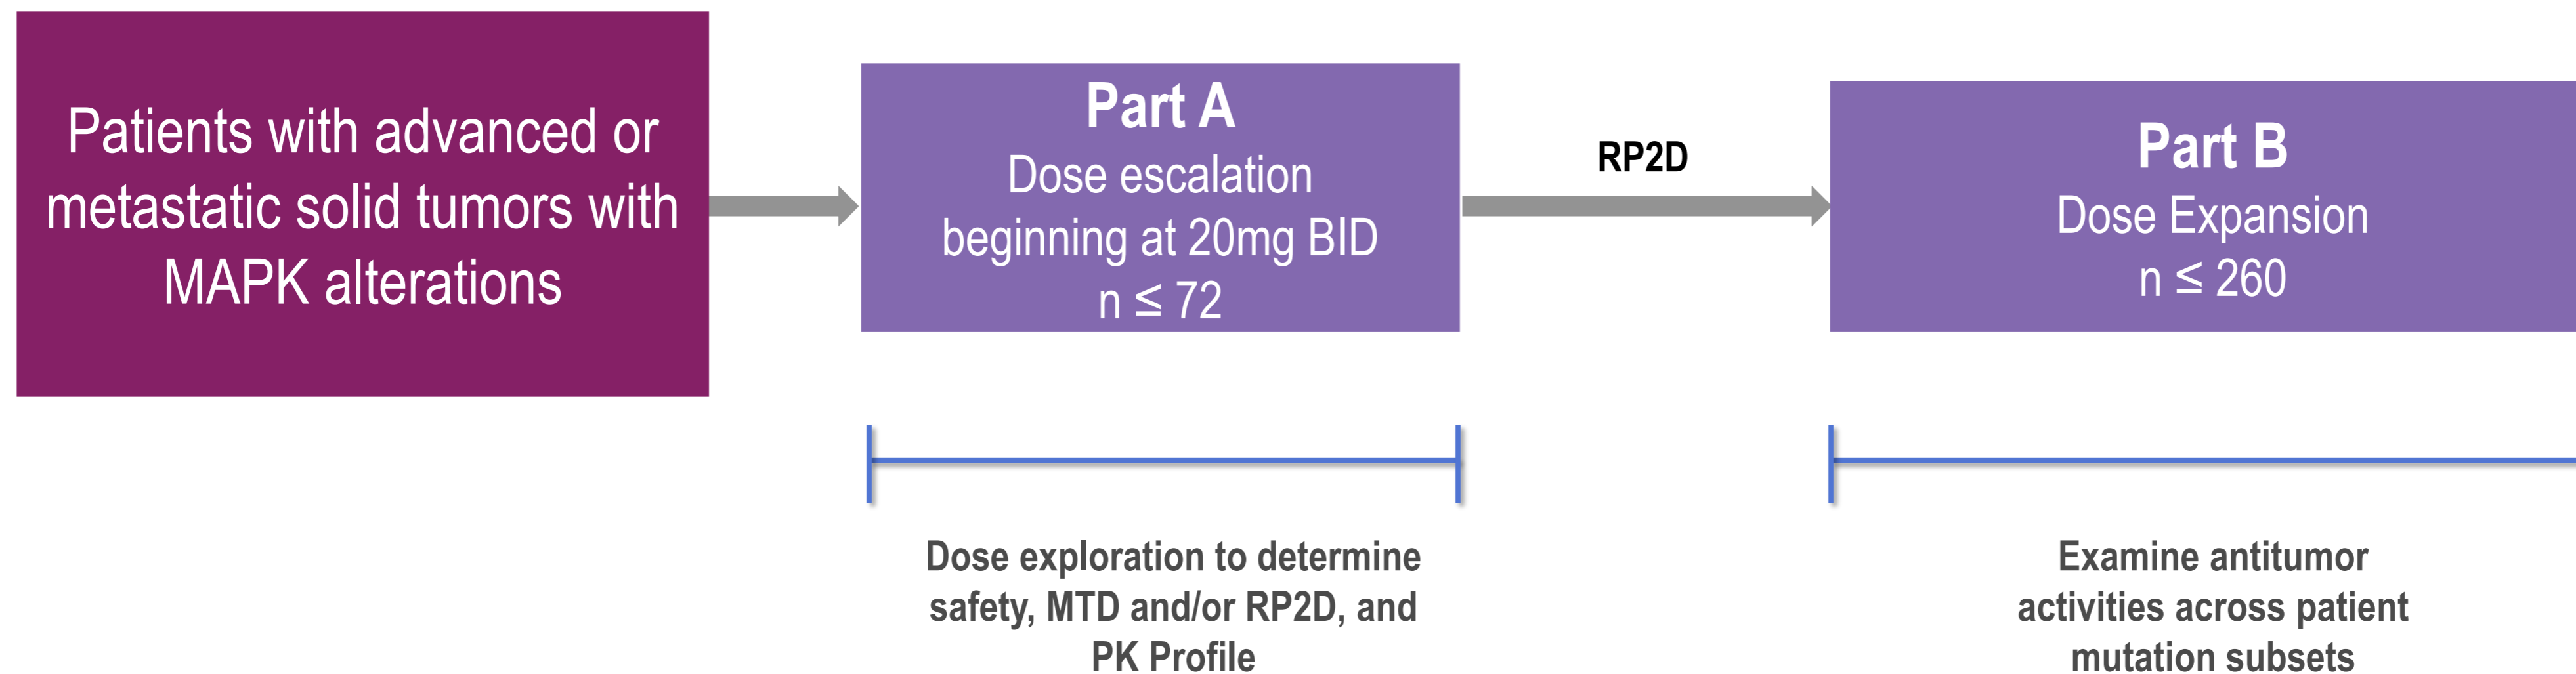 Patients with advanced or
metastatic solid tumors with
MAPK alterations
Part A
Dose escalation
beginning at 20mg BID
n ≤ 72
RP2D
Part B
Dose Expansion
n ≤ 260
Dose exploration to determine
safety, MTD and/or RP2D, and
PK Profile
Examine antitumor
activities across patient
mutation subsets